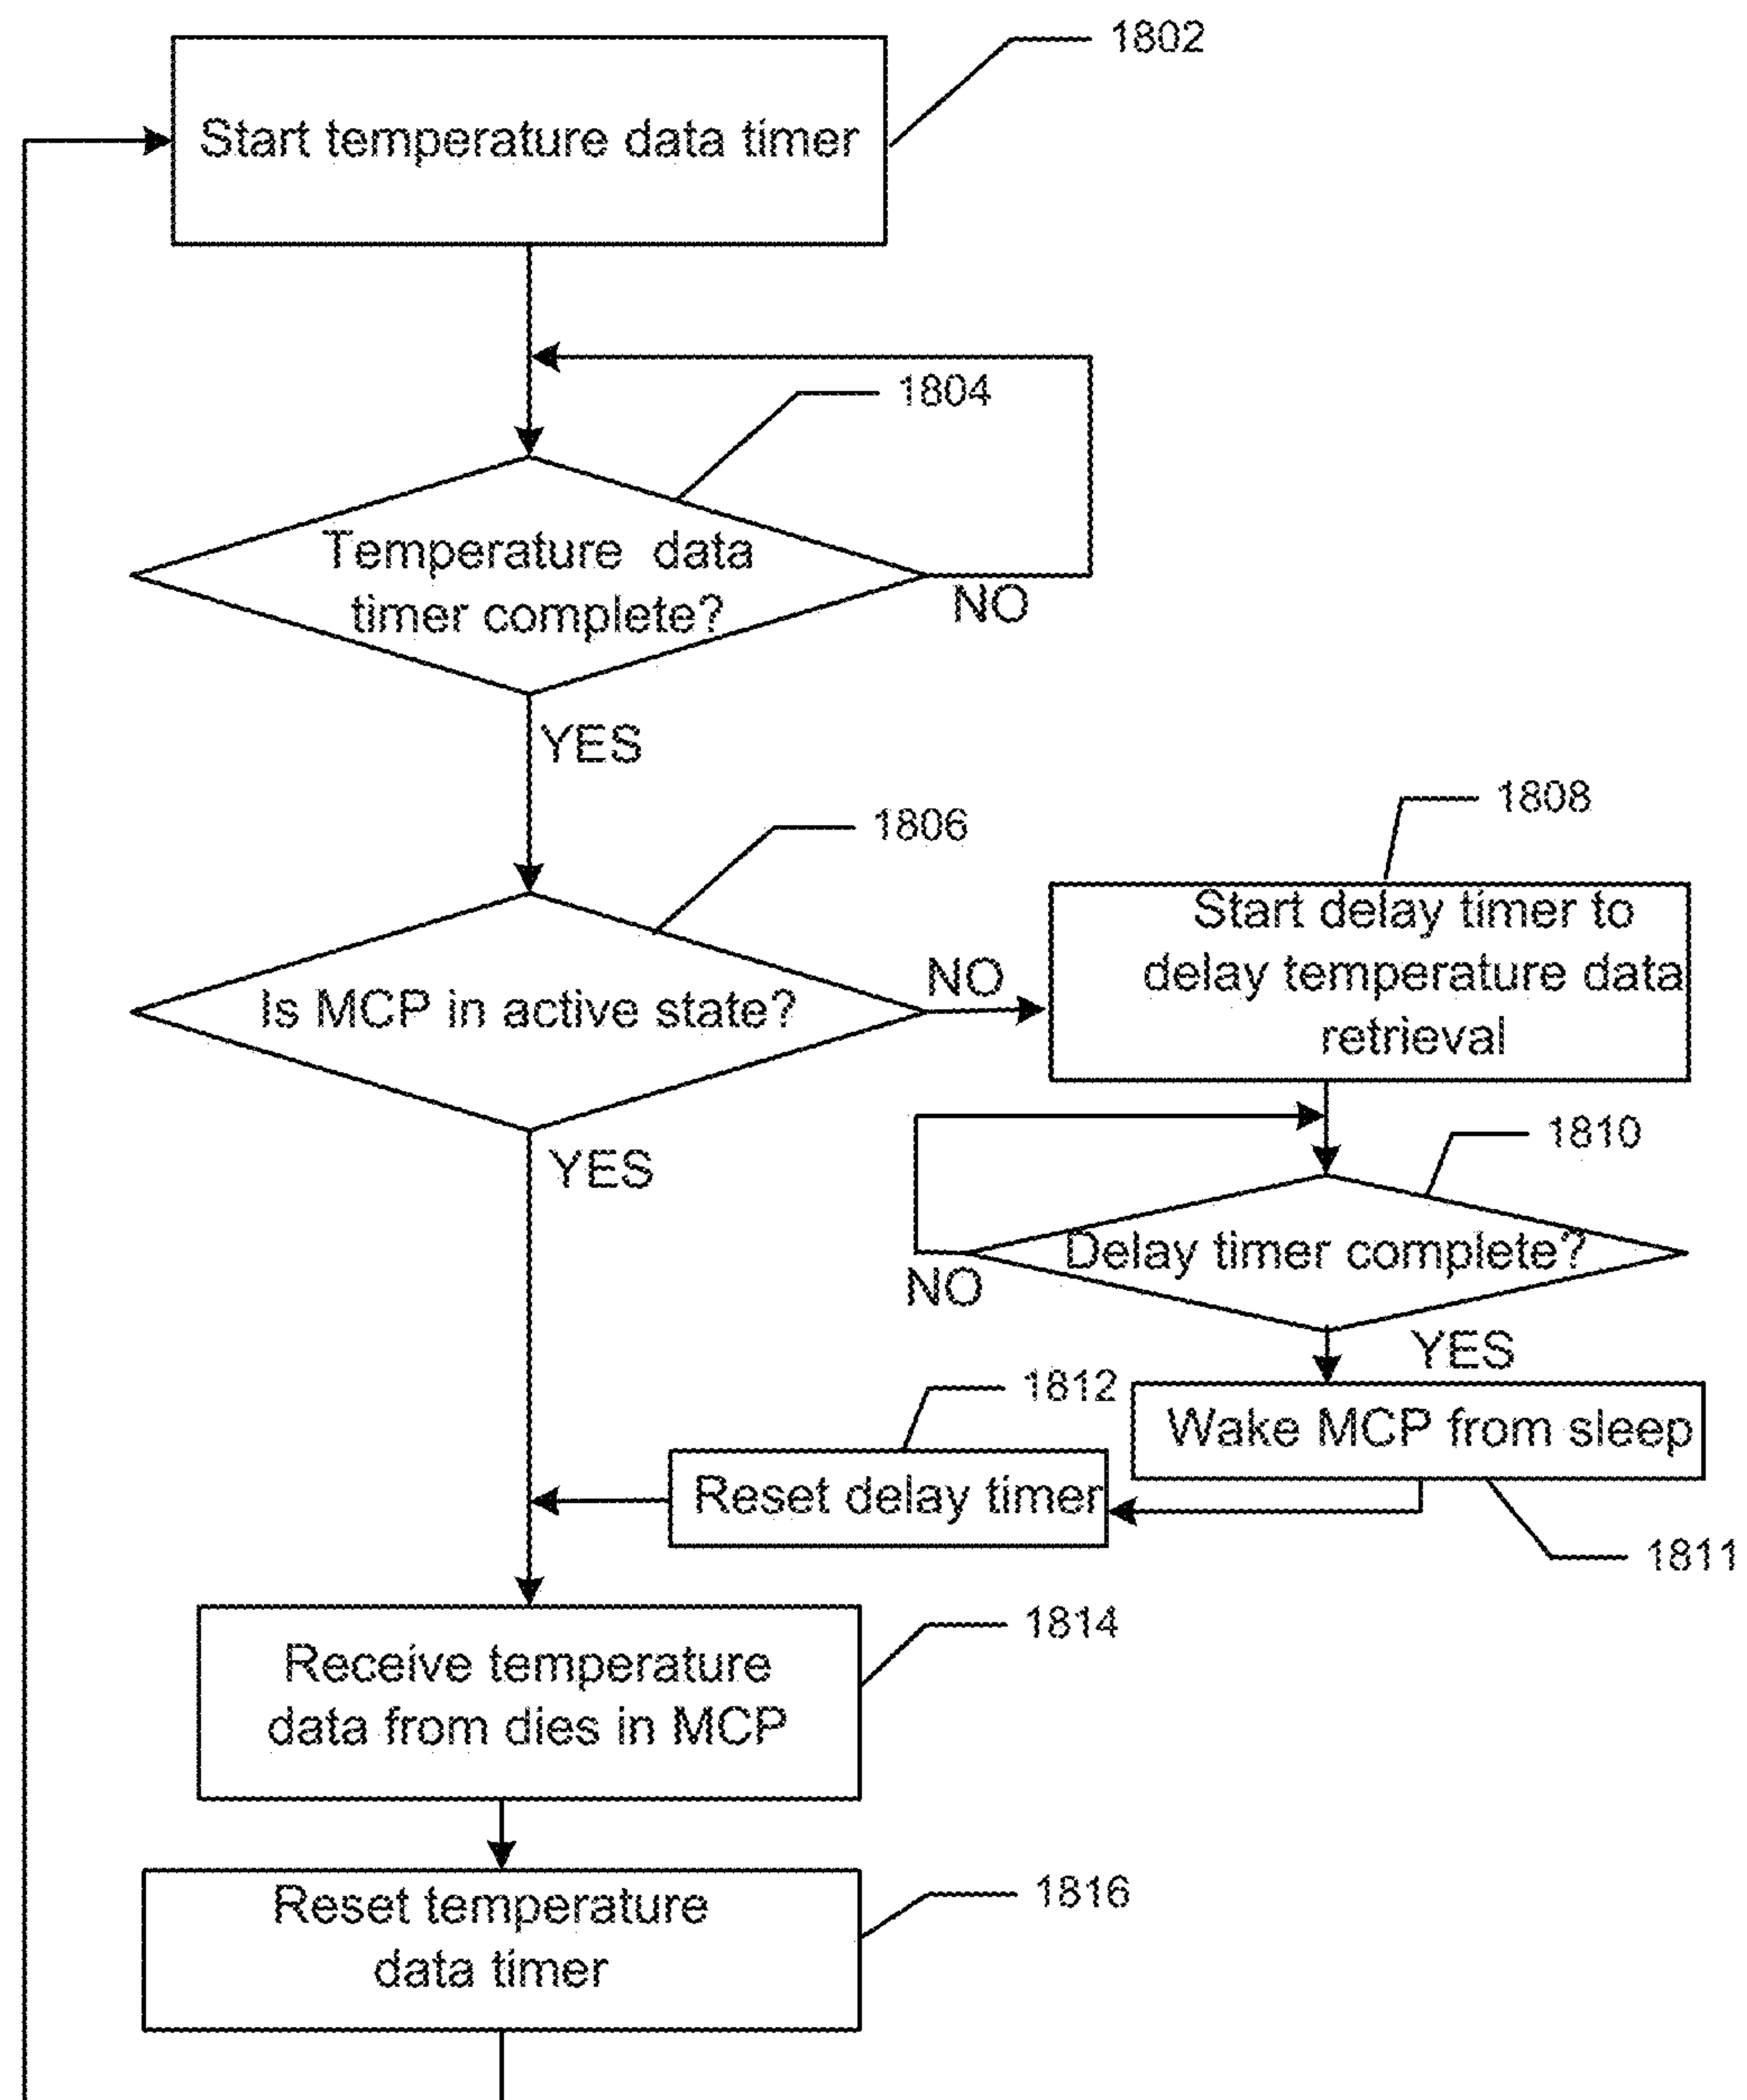 1802
Start temperature data timer
1804
Temperature data
timer complete?
NO
YES
1806
1808
Start delay timer to
delay temperature data
retrieval
Is MCP in active state?
NO
YES
1810
Delay timer complete?
NO
YES
1812
Wake MCP from sleep
Reset delay timer
1811
1814
Receive temperature
data from dies in MCP
1816
Reset temperature
data timer